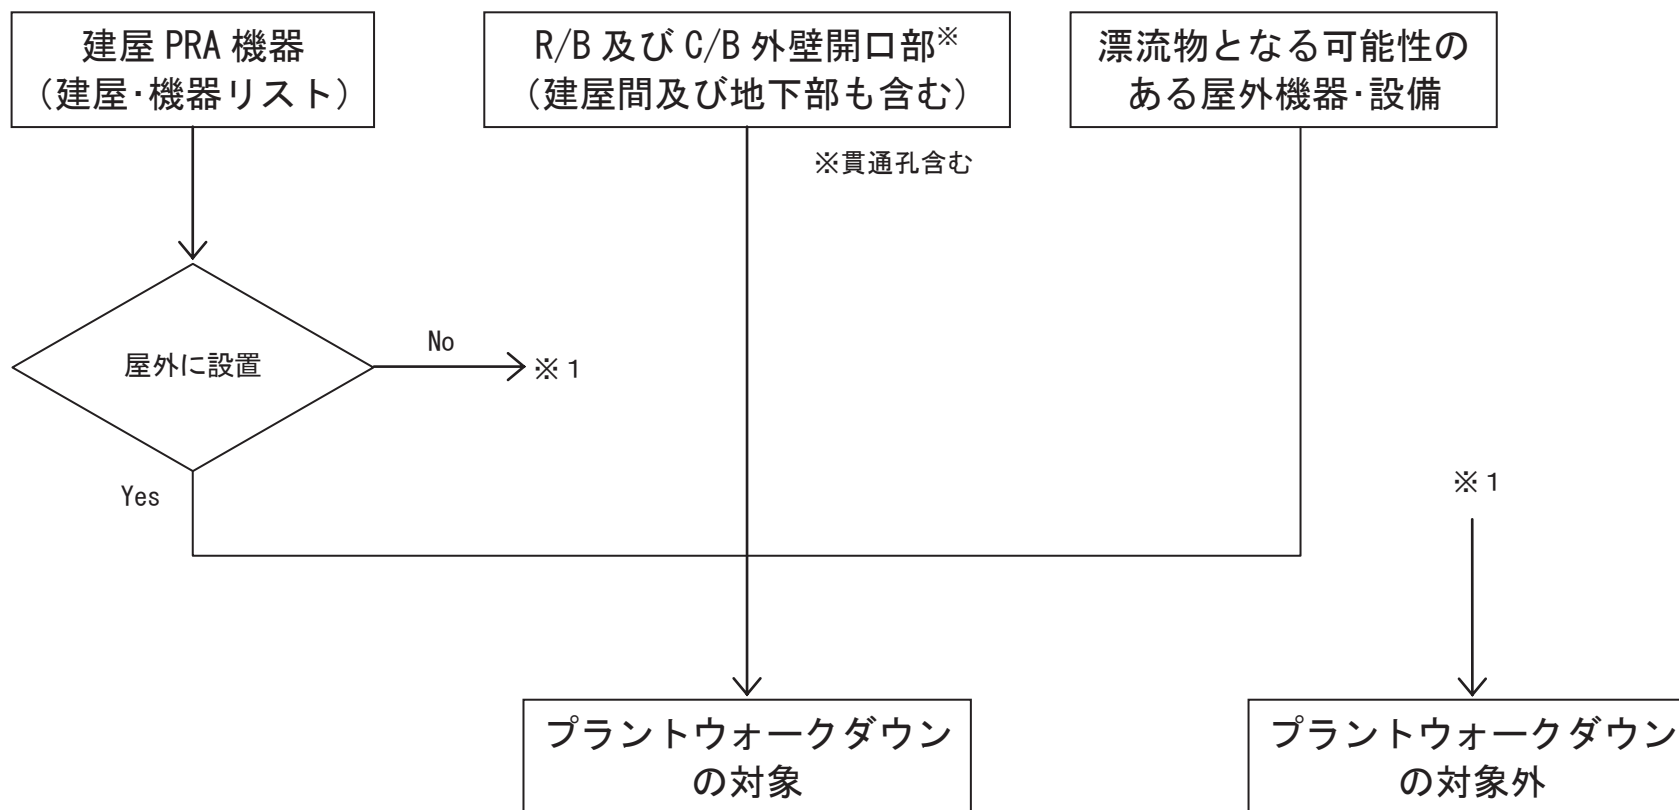 建屋 PRA 機器
（建屋・機器リスト）
R/B 及び C/B 外壁開口部※
（建屋間及び地下部も含む）
漂流物となる可能性の
ある屋外機器・設備
※貫通孔含む
屋外に設置
No
※１
Yes
※１
プラントウォークダウン
の対象
プラントウォークダウン
の対象外